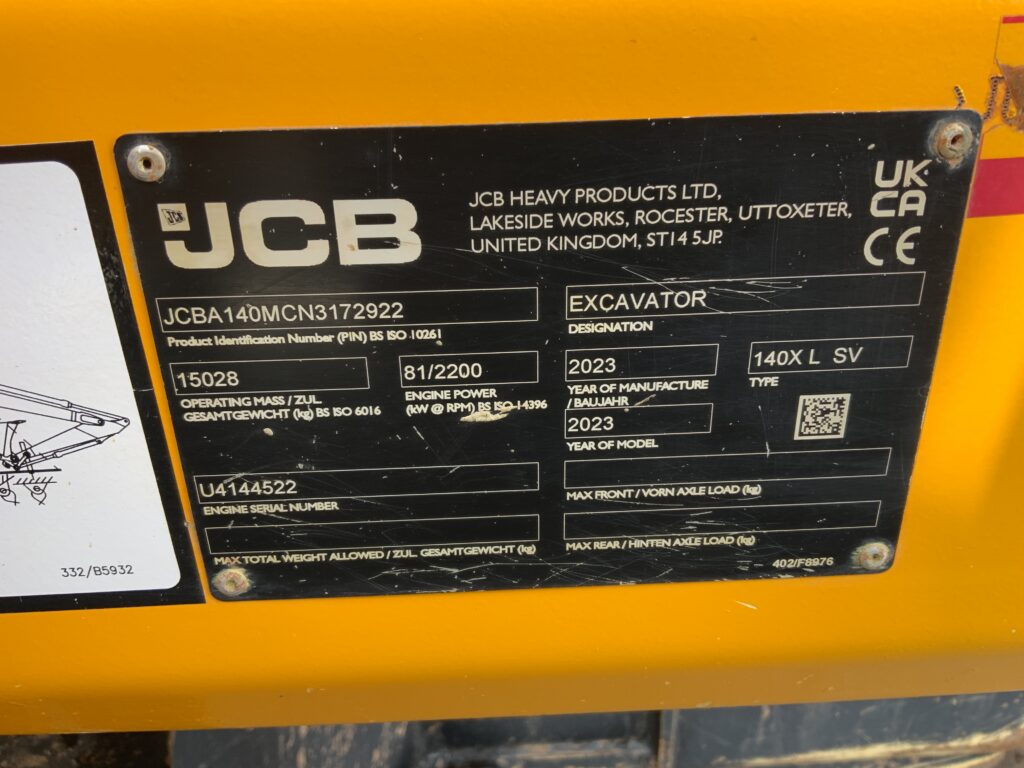 JCB
JCB
JCB HEAVY PRODUCTS LTD,
LAKESIDE WORKS, ROCESTER, UTTOXETER,
UNITED KINGDOM, ST14 5JP.
UK
CA
CE
JCBA140MCN3172922
Product Identification Number (PIN) BS ISO 10261
EXCAVATOR
DESIGNATION
15028
OPERATING MASS / ZUL.
GESAMTGEWICHT (kg) BS ISO 6016
81/2200
ENGINE POWER
(kW @ RPM) BS ISO 14396
2023
YEAR OF MANUFACTURE
/ BAUJAHR
140X L SV
TYPE
2023
YEAR OF MODEL
U4144522
ENGINE SERIAL NUMBER
MAX FRONT / VORN AXLE LOAD (kg)
MAX TOTAL WEIGHT ALLOWED / ZUL. GESAMTGEWICHT (kg)
MAX REAR / HINTEN AXLE LOAD (kg)
402/F8976
332/B5932